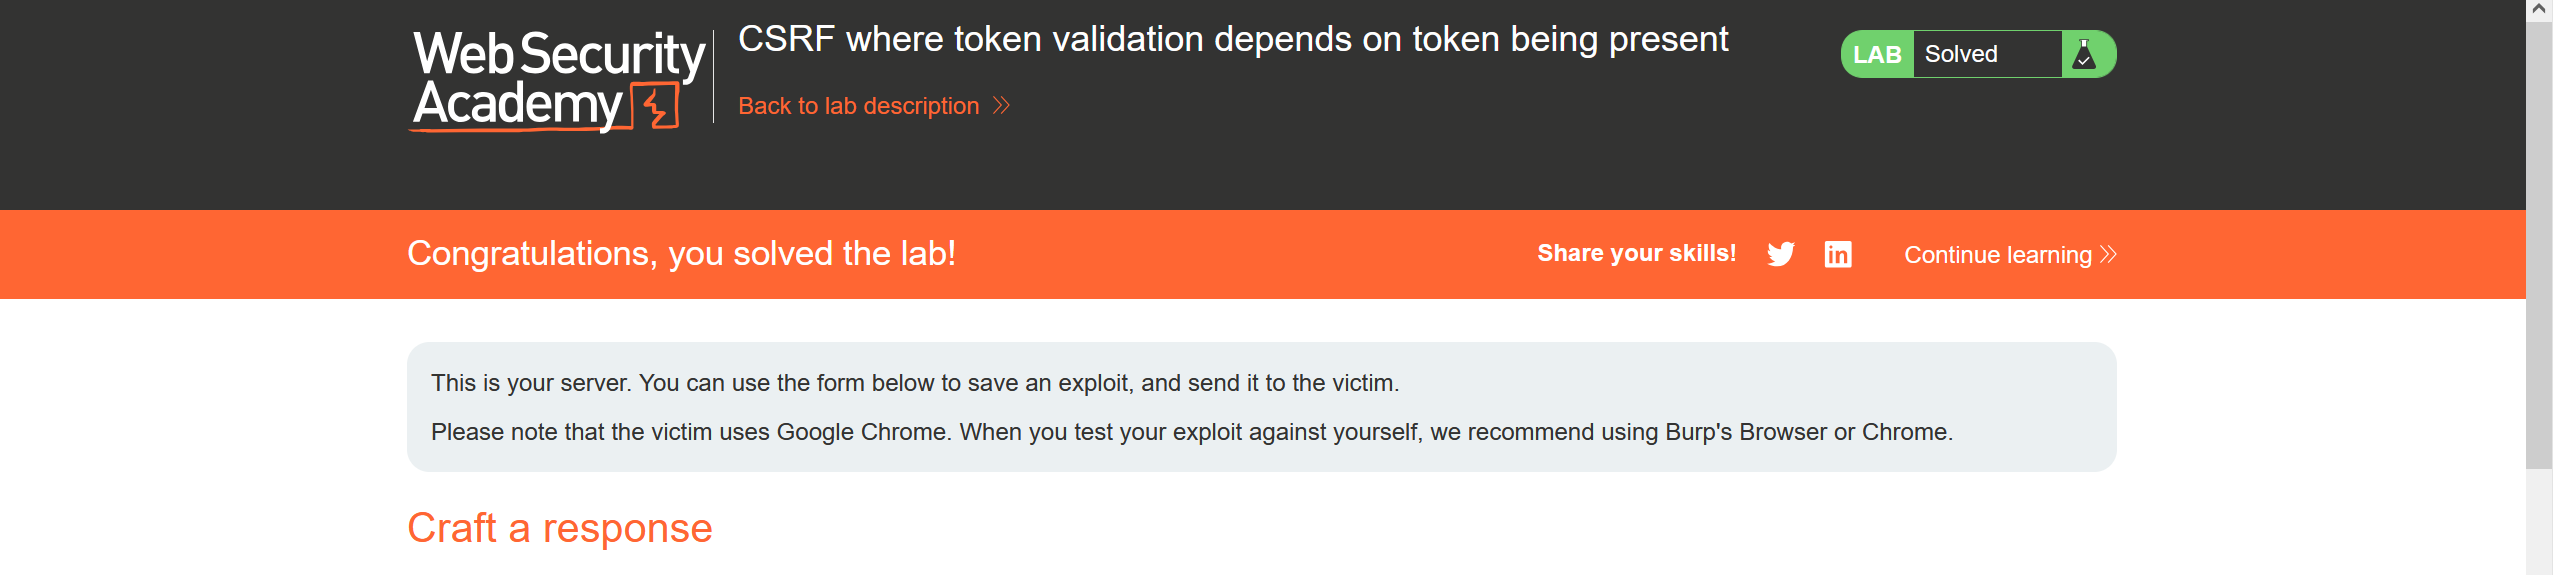 Web Security
Academy
CSRF where token validation depends on token being present
Back to lab description
LAB Solved
Congratulations, you solved the lab!
Share your skills!
Continue learning
This is your server. You can use the form below to save an exploit, and send it to the victim.
Please note that the victim uses Google Chrome. When you test your exploit against yourself, we recommend using Burp's Browser or Chrome.
Craft a response